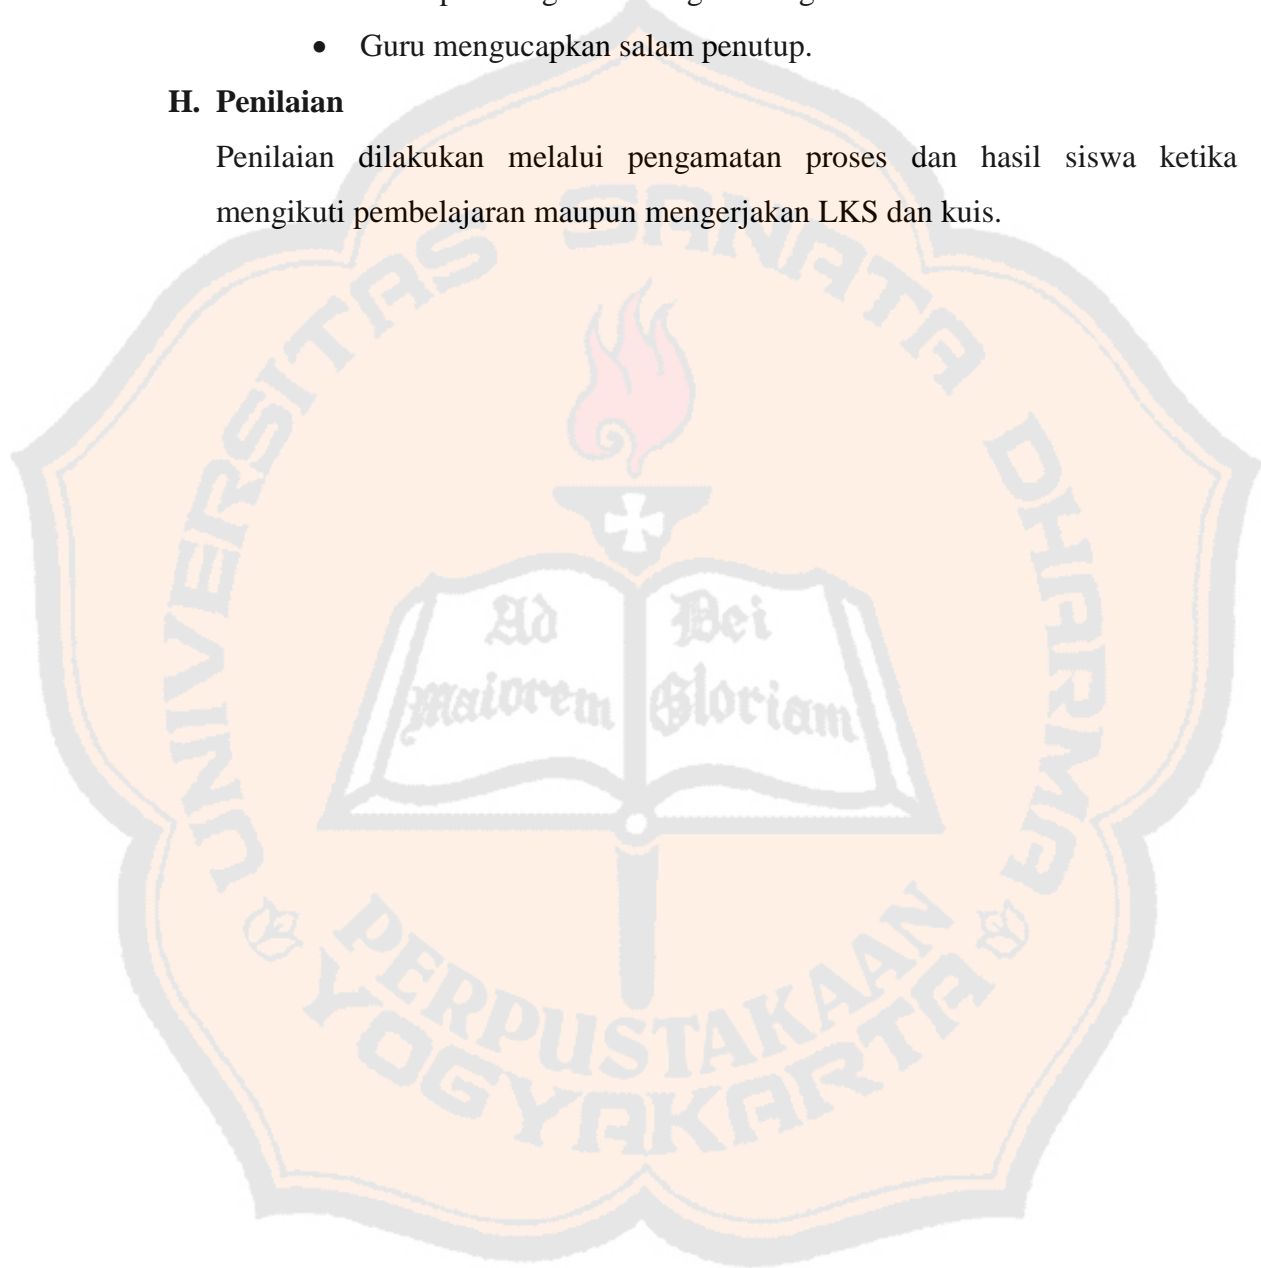 • Guru mengucapkan salam penutup.
H. Penilaian
Penilaian dilakukan melalui pengamatan proses dan hasil siswa ketika
mengikuti pembelajaran maupun mengerjakan LKS dan kuis.
UNIVERSITAS SANATA DHARMA
Ad Dei
Maiorem Gloriam
PERPUSTAKAAN
YOGYAKARTA